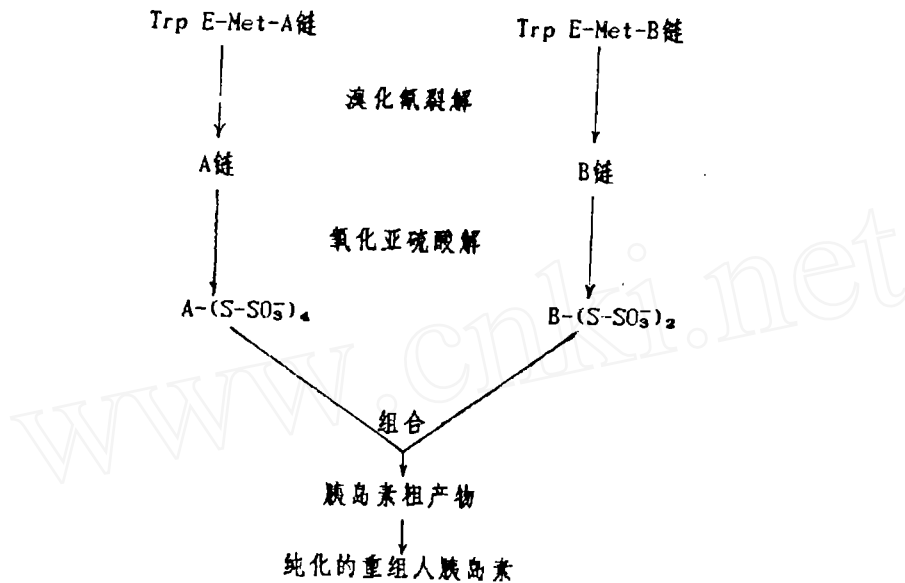 Trp E-Met-A链
Trp E-Met-B链
溴化氰裂解
A链
B链
氧化亚硫酸解
A-(S-SO₃⁻)₄
B-(S-SO₃⁻)₂
组合
胰岛素粗产物
纯化的重组人胰岛素
www.cnki.net